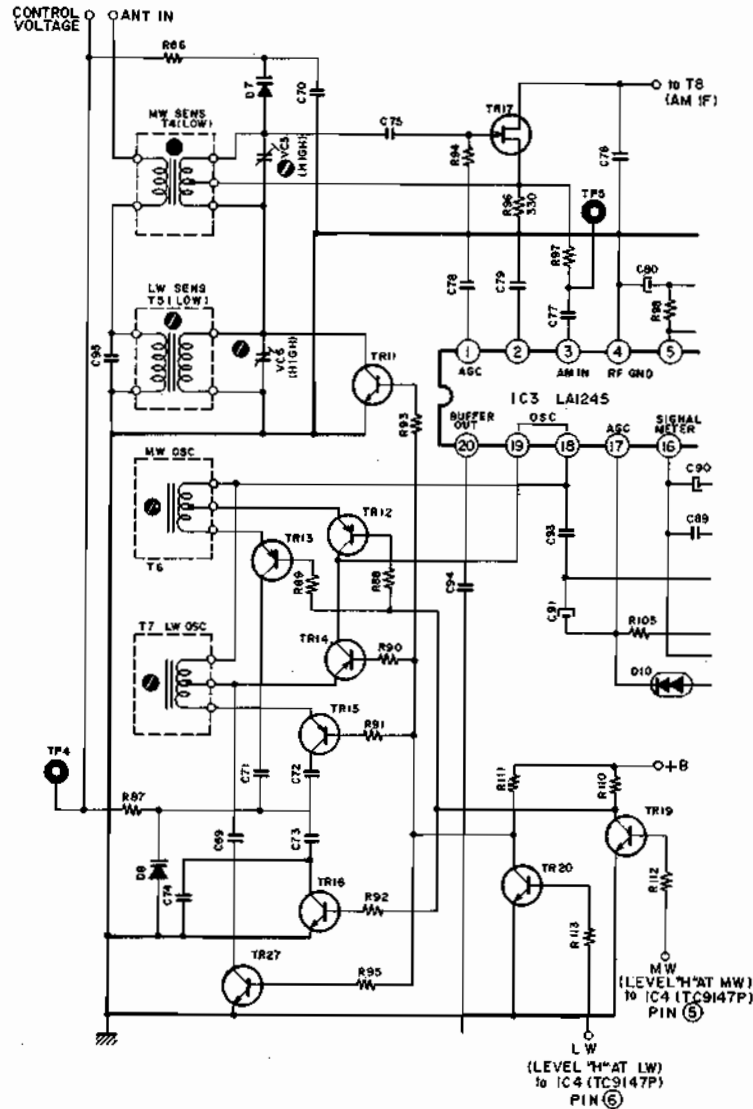 CONTROL VOLTAGE
ANT IN
R86
D7
C70
MW SENS
T4(LOW)
VC5
(HIGH)
C75
TR17
to T8
(AM IF)
R94
C76
R96
330
TP5
R97
C78
C79
C77
C80
R98
LW SENS
T5(LOW)
C95
VC6
(HIGH)
TR11
R93
1
2
3
4
5
AGC
AM IN
RF GND
IC3 LA1245
BUFFER OUT
OSC
AGC
SIGNAL METER
20
19
18
17
16
C90
C89
MW OSC
T6
TR12
TR13
R89
R88
C94
C93
C91
R105
D10
T7 LW OSC
TR14
R90
TR15
R91
TP4
R87
C71
C72
C69
C73
D8
C74
TR16
R92
TR27
R95
R111
R110
+B
TR19
TR20
R112
R113
MW
(LEVEL "H" AT MW)
to IC4 (TC9147P)
PIN 5
LW
(LEVEL "H" AT LW)
to IC4 (TC9147P)
PIN 6